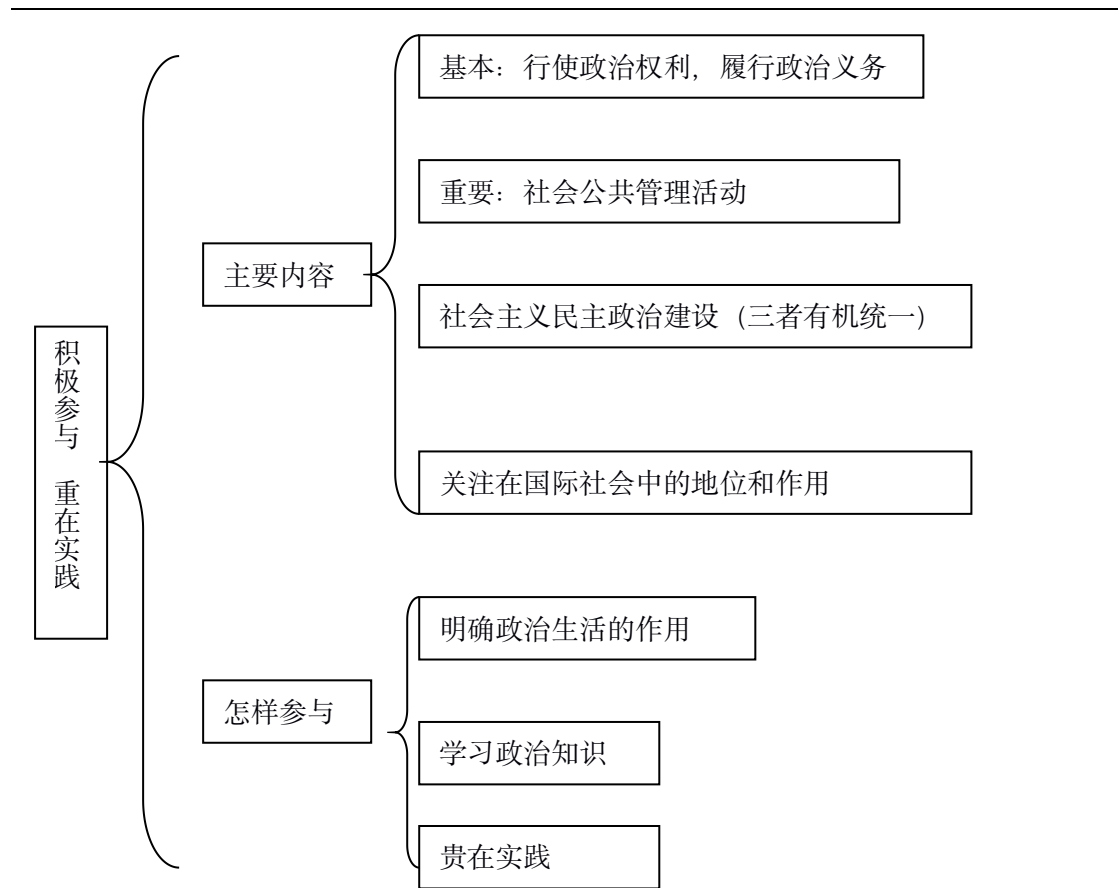 积极参与 重在实践
主要内容
基本：行使政治权利，履行政治义务
重要：社会公共管理活动
社会主义民主政治建设（三者有机统一）
关注在国际社会中的地位和作用
怎样参与
明确政治生活的作用
学习政治知识
贵在实践